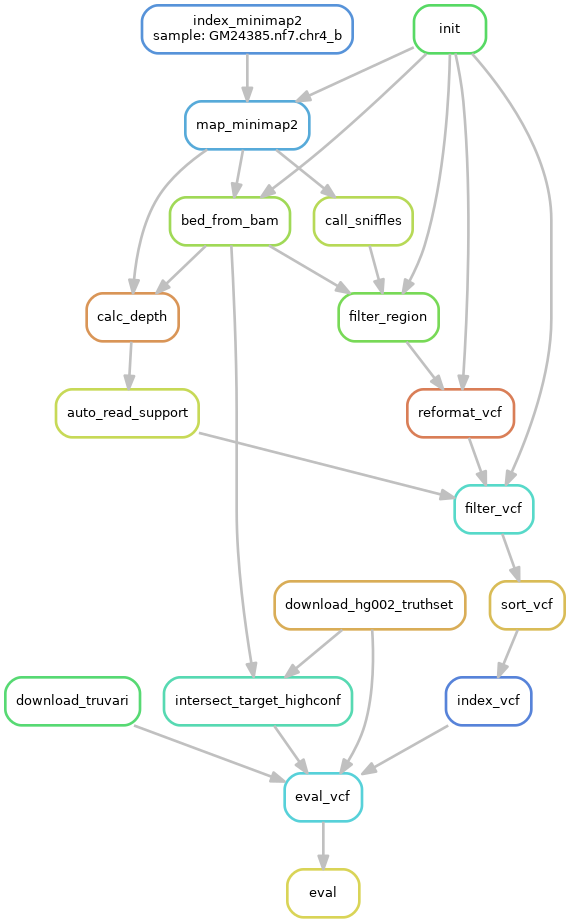 index_minimap2
sample: GM24385.nf7.chr4_b
init
map_minimap2
bed_from_bam
call_sniffles
calc_depth
filter_region
auto_read_support
reformat_vcf
filter_vcf
download_hg002_truthset
sort_vcf
download_truvari
intersect_target_highconf
index_vcf
eval_vcf
eval